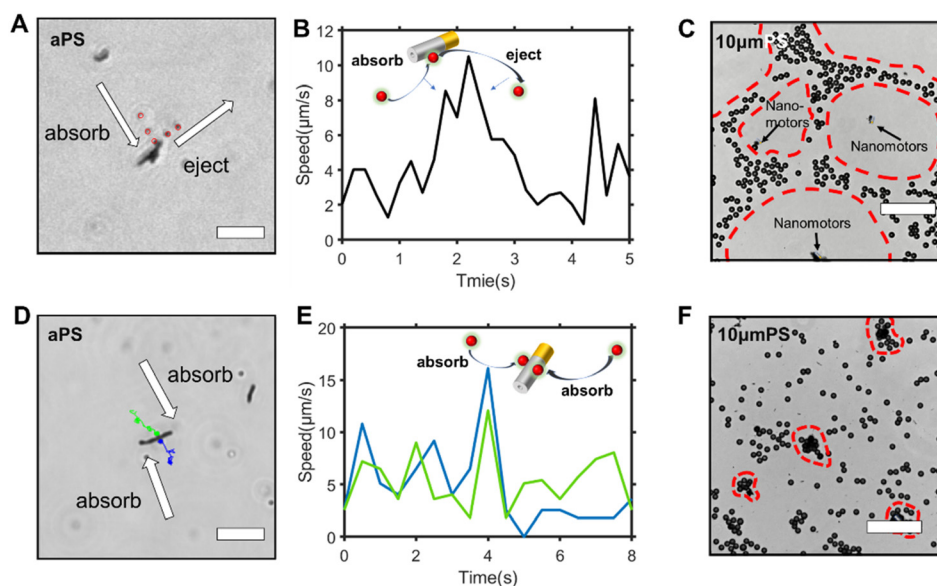 A
aPS
absorb
eject
B
Speed(μm/s)
12
10
8
6
4
2
0
absorb
eject
0
1
2
3
4
5
Tmie(s)
C
10μm PS
Nano-
motors
Nanomotors
Nanomotors
D
aPS
absorb
absorb
E
Speed(μm/s)
20
15
10
5
0
absorb
absorb
0
2
4
6
8
Time(s)
F
10μmPS